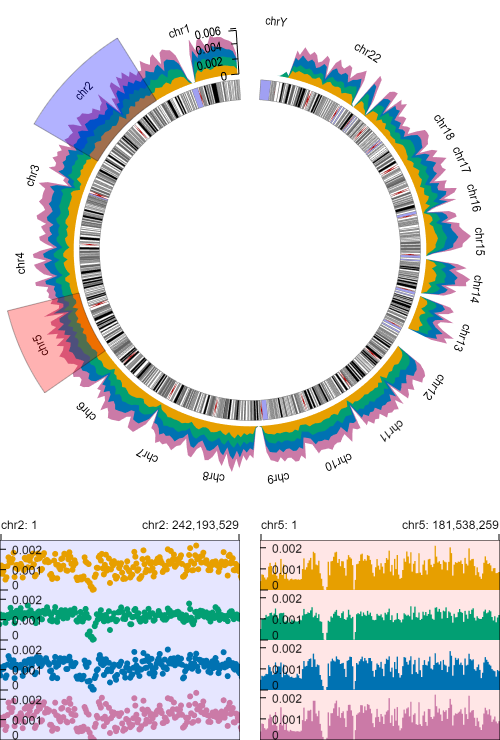 chrY
chr1
0.006
0.004
0.002
0
chr22
chr2
chr18
chr17
chr3
chr16
chr15
chr4
chr14
chr13
chr5
chr12
chr6
chr11
chr7
chr10
chr8
chr9
chr2: 1
chr2: 242,193,529
chr5: 1
chr5: 181,538,259
0.002
0.001
0
0.002
0.001
0
0.002
0.001
0
0.002
0.001
0
0.002
0.001
0
0.002
0.001
0
0.002
0.001
0
0.002
0.001
0